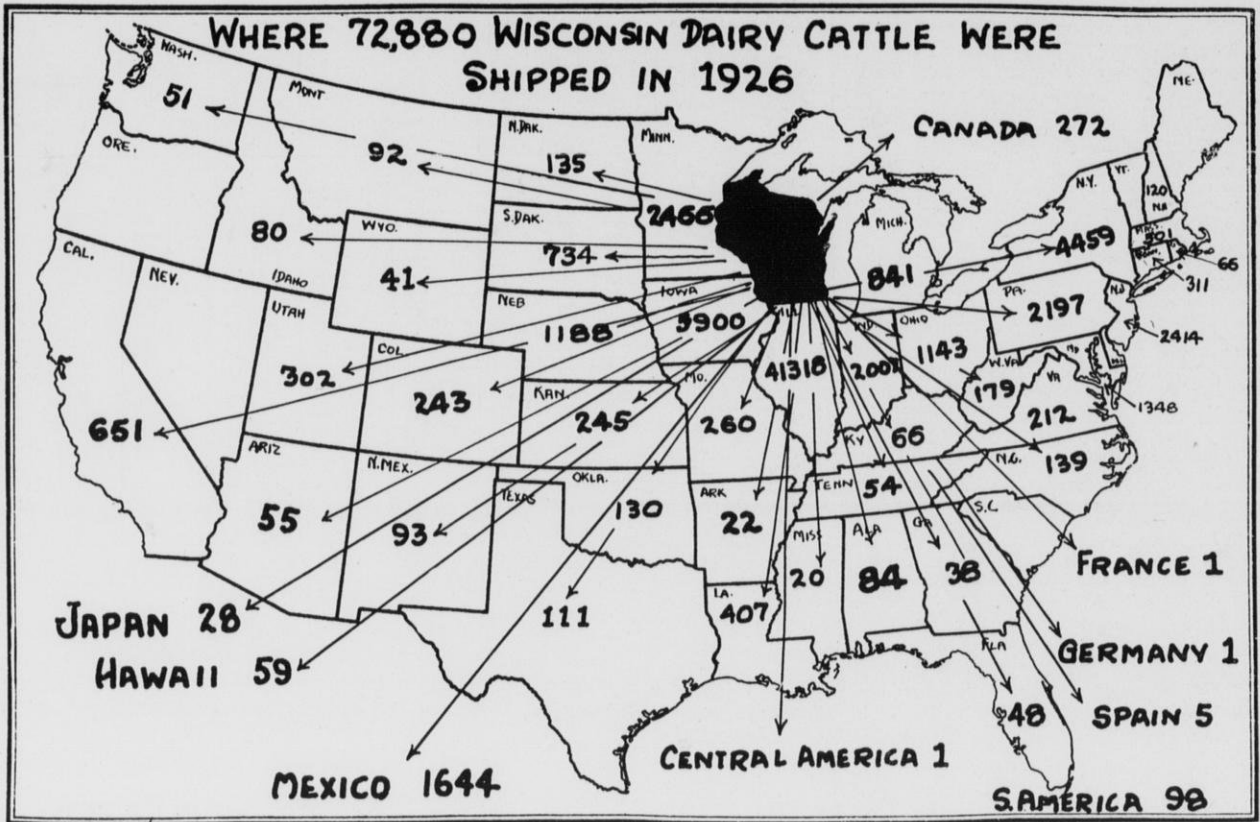 WHERE 72,880 WISCONSIN DAIRY CATTLE WERE
SHIPPED IN 1926
WASH.
51
ORE.
MONT.
92
N.DAK.
135
MINN.
2466
CANADA 272
ME.
N.Y.
4459
VT.
120
N.H.
66
311
80
IDAHO
WYO.
41
S.DAK.
734
IOWA
3900
MICH.
841
PA.
2197
N.J.
2414
CAL.
651
NEV.
UTAH
302
COL.
243
NEB
1188
KAN.
245
MO.
260
ILL
41318
IND
OHIO
1143
W.VA
179
VA
212
MD
1348
KY
66
ARIZ
55
N.MEX.
93
TEXAS
111
OKLA.
130
ARK
22
TENN
54
N.C.
139
S.C.
MISS
20
ALA
84
GA
38
LA.
407
FLA
48
FRANCE 1
GERMANY 1
SPAIN 5
JAPAN 28
HAWAII 59
MEXICO 1644
CENTRAL AMERICA 1
S.AMERICA 98